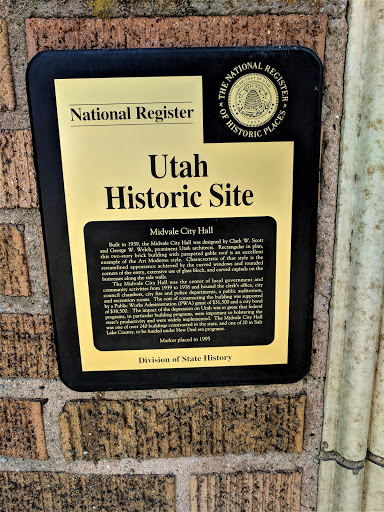 THE NATIONAL REGISTER
OF HISTORIC PLACES
National Register
Utah
Historic Site
Midvale City Hall
Built in 1939, the Midvale City Hall was designed by Clark W. Scott
and George W. Welch, prominent Utah architects. Rectangular in plan,
this two-story brick building with parapeted gable roof is an excellent
example of the Art Moderne style. Characteristic of that style is the
streamlined appearance achieved by the curved windows and rounded
corners of the entry, extensive use of glass block, and curved capitals on the
buttresses along the side walls.
The Midvale City Hall was the center of local government and
community activities from 1939 to 1976 and housed the clerk's office, city
council chambers, city fire and police departments, a public auditorium,
and recreation rooms. The cost of constructing the building was supported
by a Public Works Administration (PWA) grant of $31,500 and a city bond
of $38,500. The impact of the depression on Utah was so great that federal
programs, in particular building programs, were important to bolstering the
state's productivity and were widely implemented. The Midvale City Hall
was one of over 240 buildings constructed in the state, and one of 20 in Salt
Lake County, to be funded under New Deal-era programs.
Marker placed in 1995
Division of State History